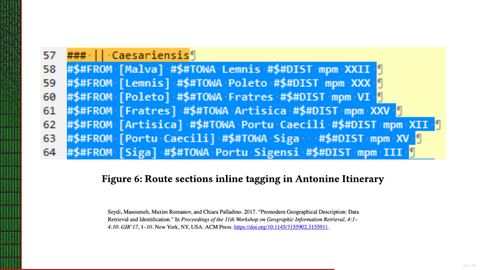 57 ### || Caesariensis¶
58 #$#FROM [Malva] #$#TOWA Lemnis #$#DIST mpm XXII ¶
59 #$#FROM [Lemnis] #$#TOWA Poleto #$#DIST mpm XXX ¶
60 #$#FROM [Poleto] #$#TOWA Fratres #$#DIST mpm VI ¶
61 #$#FROM [Fratres] #$#TOWA Artisica #$#DIST mpm XXV ¶
62 #$#FROM [Artisica] #$#TOWA Portu Caecili #$#DIST mpm XII ¶
63 #$#FROM [Portu Caecili] #$#TOWA Siga #$#DIST mpm XV ¶
64 #$#FROM [Siga] #$#TOWA Portu Sigensi #$#DIST mpm III ¶
Figure 6: Route sections inline tagging in Antonine Itinerary
Seydi, Masoumeh, Maxim Romanov, and Chiara Palladino. 2017. “Premodern Geographical Description: Data
Retrieval and Identification.” In Proceedings of the 11th Workshop on Geographic Information Retrieval, 4:1–
4:10. GIR’17, 1–10. New York, NY, USA: ACM Press. https://doi.org/10.1145/3155902.3155911.